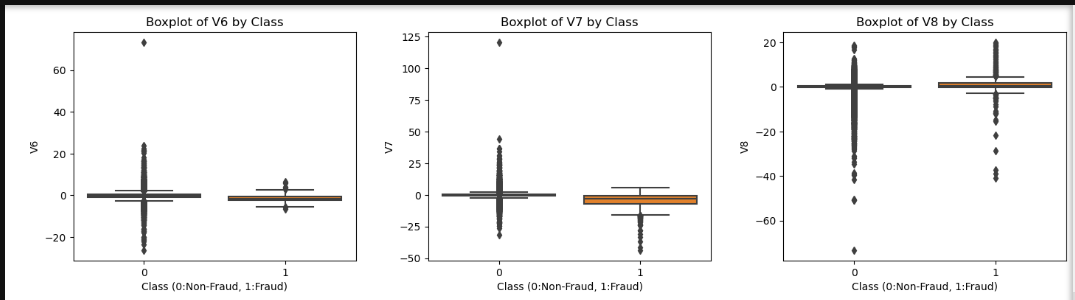 Boxplot of V6 by Class
60
40
20
0
−20
V6
0
1
Class (0:Non-Fraud, 1:Fraud)
Boxplot of V7 by Class
125
100
75
50
25
0
−25
−50
V7
0
1
Class (0:Non-Fraud, 1:Fraud)
Boxplot of V8 by Class
20
0
−20
−40
−60
V8
0
1
Class (0:Non-Fraud, 1:Fraud)